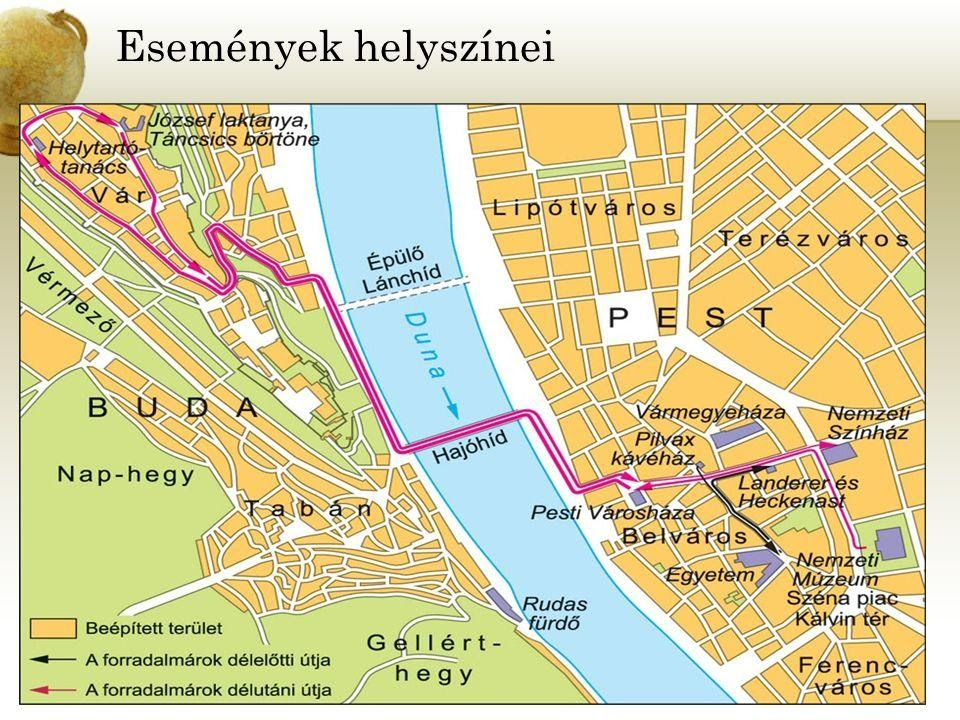 Események helyszínei
József laktanya,
Táncsics börtöne
Helytartó-
tanács
Vár
Vérmező
Épülő
Lánchíd
Duna
Lipótváros
Terézváros
PEST
BUDA
Nap-hegy
Tabán
Hajóhíd
Vármegyeháza
Pilvax
kávéház
Nemzeti
Színház
Landerer és
Heckenast
Pesti Városháza
Belváros
Egyetem
Nemzeti
Múzeum
Széna piac
Kálvin tér
Rudas
fürdő
Gellért-
hegy
Ferenc-
város
Beépített terület
A forradalmárok délelőtti útja
A forradalmárok délutáni útja